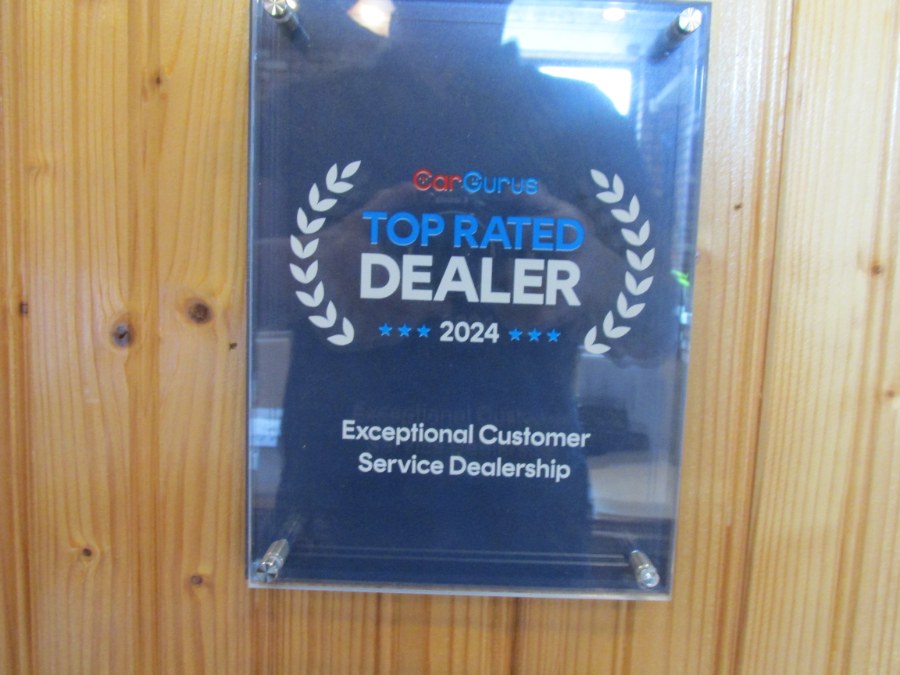 CarGurus
TOP RATED
DEALER
2024
Exceptional Customer
Service Dealership